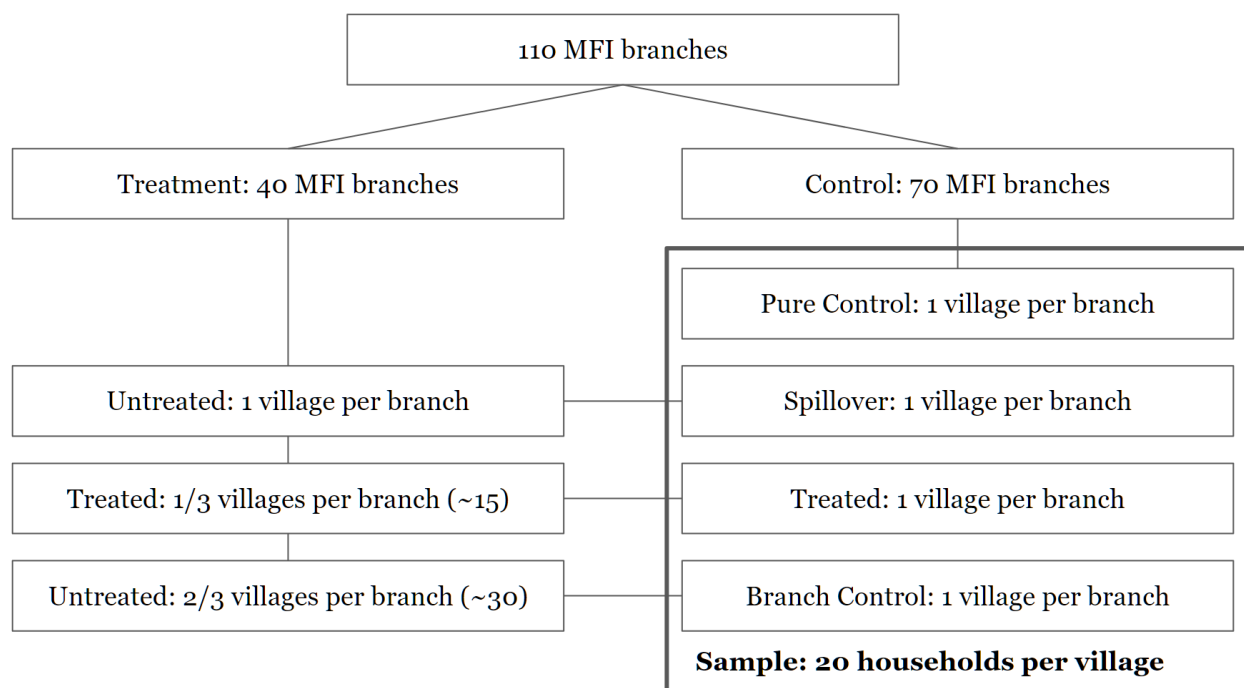 110 MFI branches
Treatment: 40 MFI branches
Control: 70 MFI branches
Pure Control: 1 village per branch
Untreated: 1 village per branch
Spillover: 1 village per branch
Treated: 1/3 villages per branch (~15)
Treated: 1 village per branch
Untreated: 2/3 villages per branch (~30)
Branch Control: 1 village per branch
Sample: 20 households per village